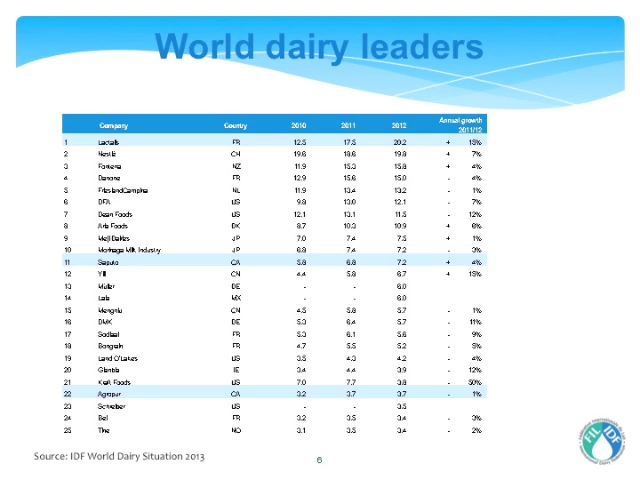 World dairy leaders
Company Country 2010 2011 2012 Annual growth 2011/12
1 Lactalis FR 12.5 17.5 20.2 + 15%
2 Nestlé CH 19.6 18.6 19.8 + 7%
3 Fonterra NZ 11.9 15.3 15.8 + 4%
4 Danone FR 12.9 15.6 15.0 - 4%
5 FrieslandCampina NL 11.9 13.4 13.2 - 1%
6 DFA US 9.8 13.0 12.1 - 7%
7 Dean Foods US 12.1 13.1 11.5 - 12%
8 Arla Foods DK 8.7 10.3 10.9 + 6%
9 Meiji Dairies JP 7.0 7.4 7.5 + 1%
10 Morinaga Milk Industry JP 6.8 7.4 7.2 - 3%
11 Saputo CA 5.8 6.8 7.2 + 4%
12 Yili CN 4.4 5.8 6.7 + 15%
13 Müller DE - - 6.0
14 Lala MX - - 6.0
15 Mengniu CN 4.5 5.8 5.7 - 1%
16 DMK DE 5.3 6.4 5.7 - 11%
17 Sodiaal FR 5.3 6.1 5.6 - 9%
18 Bongrain FR 4.7 5.5 5.2 - 5%
19 Land O'Lakes US 3.5 4.3 4.2 - 4%
20 Glanbia IE 3.4 4.4 3.9 - 12%
21 Kraft Foods US 7.0 7.7 3.8 - 50%
22 Agropur CA 3.2 3.7 3.7 - 1%
23 Schreiber US - - 3.5
24 Bel FR 3.2 3.5 3.4 - 3%
25 Tine NO 3.1 3.5 3.4 - 2%
Source: IDF World Dairy Situation 2013
6
FIL IDF